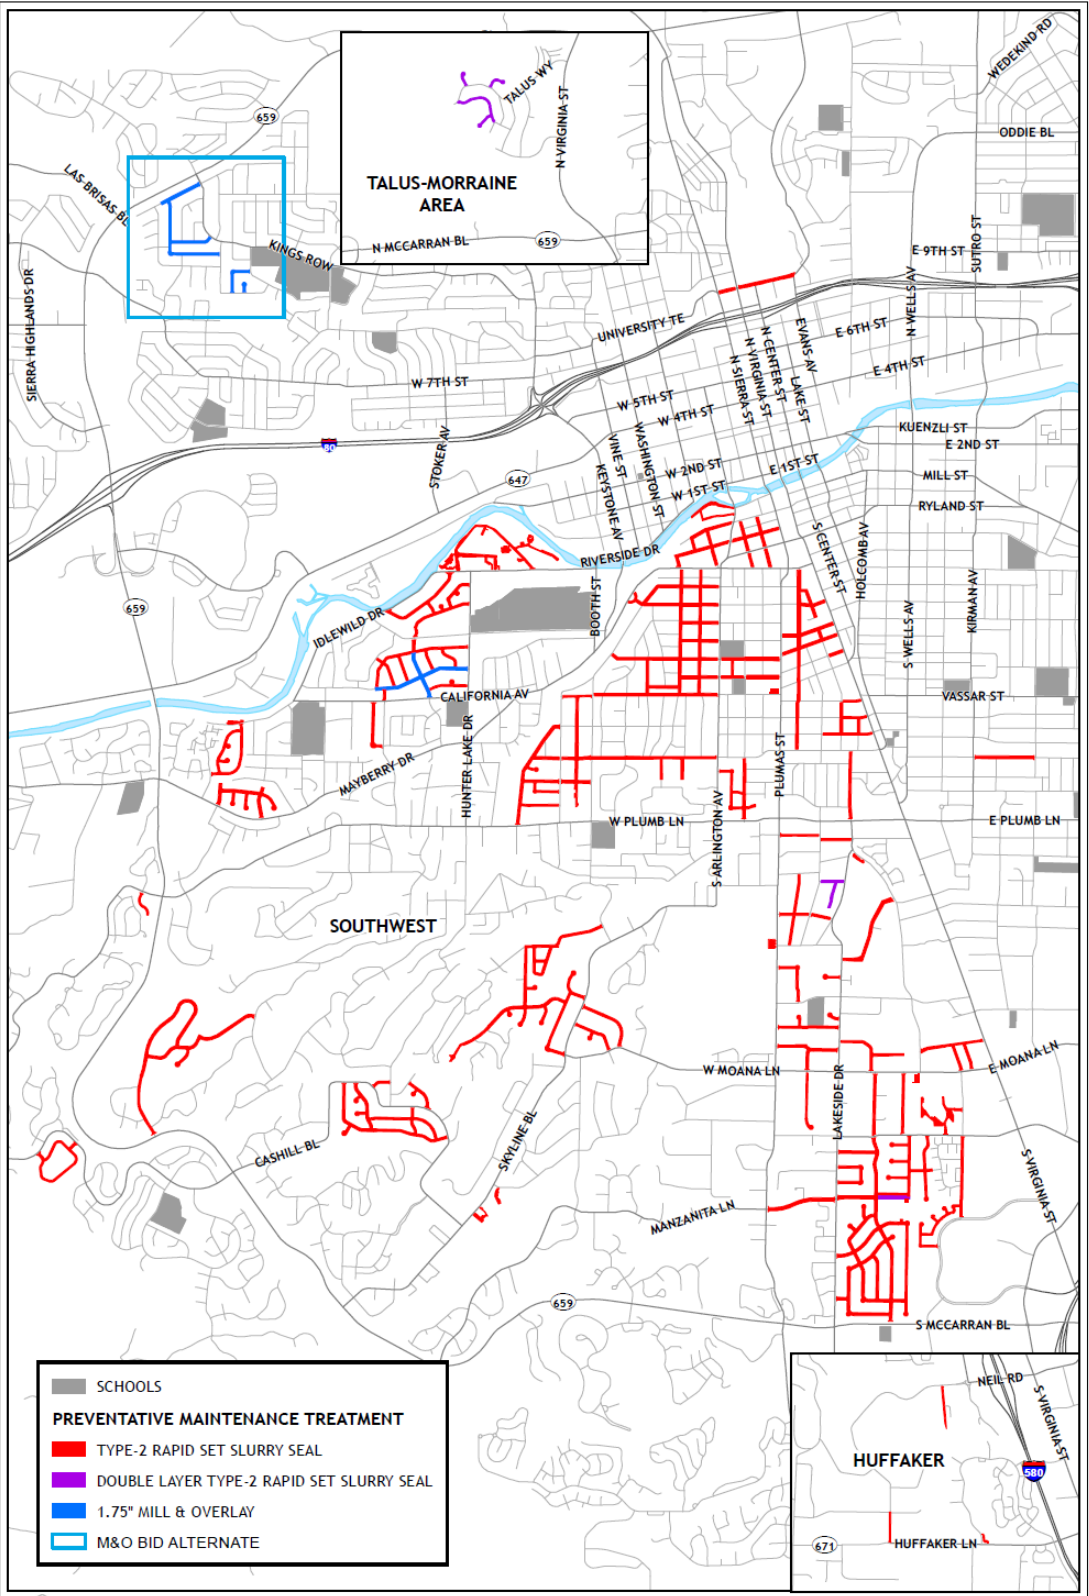 WEDEKIND RD
ODDIE BL
659
TALUS WY
N VIRGINIA ST
TALUS-MORRAINE
AREA
N MCCARRAN BL
659
LAS BRISAS BL
KINGS ROW
SIERRA HIGHLANDS DR
SUTRO ST
E 9TH ST
N WELLS AV
UNIVERSITY TE
EVANS AV
E 6TH ST
N CENTER ST
N VIRGINIA ST
N SIERRA ST
LAKE ST
E 4TH ST
W 7TH ST
W 5TH ST
W 4TH ST
KUENZLI ST
E 2ND ST
80
STOKER AV
VINE ST
WASHINGTON ST
KEYSTONE AV
W 2ND ST
E 1ST ST
W 1ST ST
MILL ST
RYLAND ST
647
RIVERSIDE DR
S CENTER ST
HOLCOMB AV
659
IDLEWILD DR
BOOTH ST
S WELLS AV
KIRMAN AV
CALIFORNIA AV
VASSAR ST
HUNTER LAKE DR
MAYBERRY DR
PLUMAS ST
W PLUMB LN
E PLUMB LN
S ARLINGTON AV
SOUTHWEST
W MOANA LN
E MOANA LN
LAKESIDE DR
CASHILL BL
SKYLINE BL
S VIRGINIA ST
MANZANITA LN
659
S MCCARRAN BL
SCHOOLS
PREVENTATIVE MAINTENANCE TREATMENT
TYPE-2 RAPID SET SLURRY SEAL
DOUBLE LAYER TYPE-2 RAPID SET SLURRY SEAL
1.75" MILL & OVERLAY
M&O BID ALTERNATE
NEIL RD
S VIRGINIA ST
HUFFAKER
580
671
HUFFAKER LN